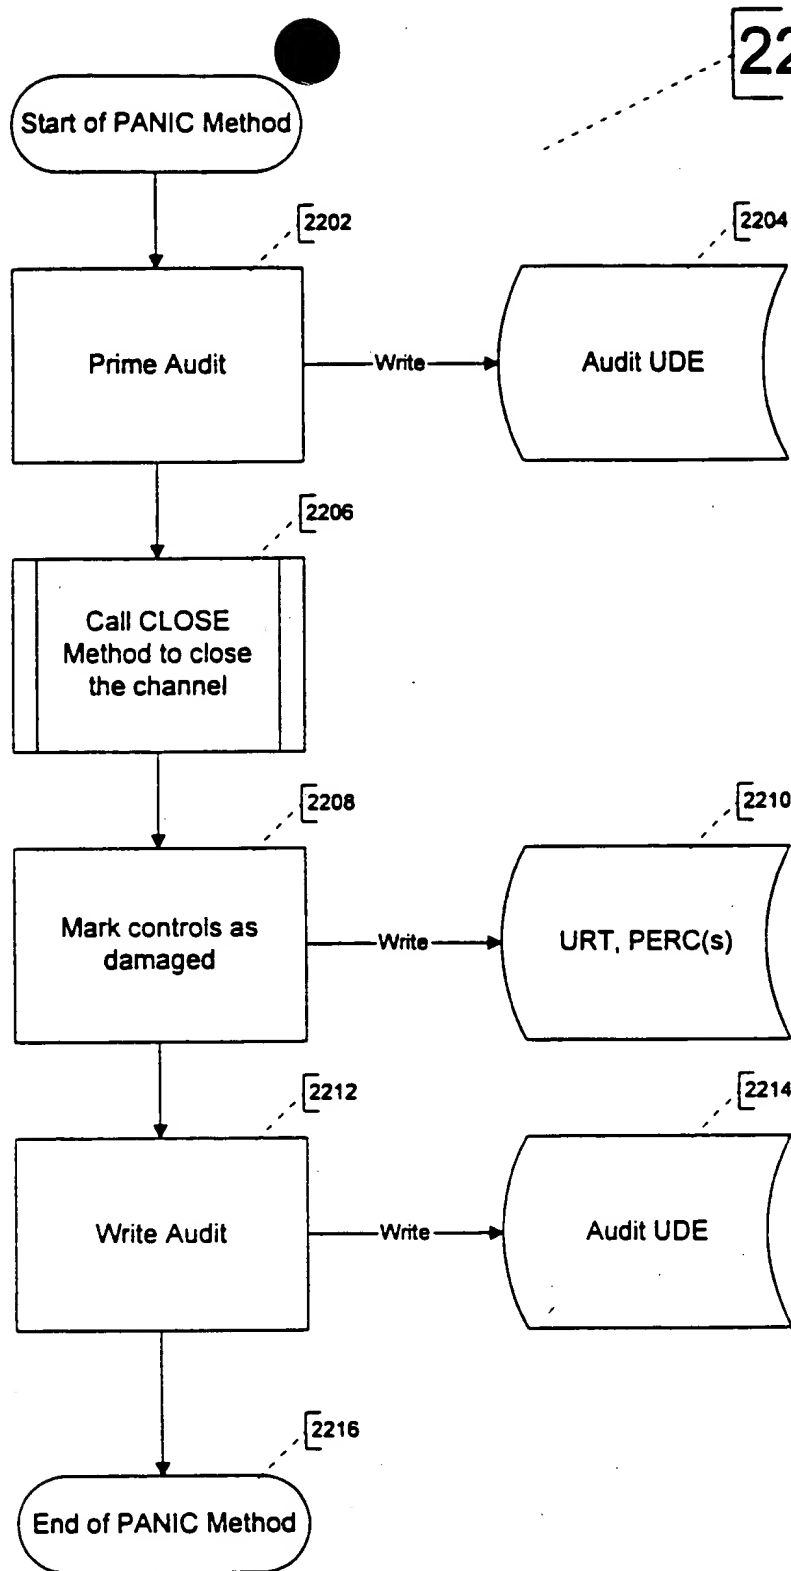 22
Start of PANIC Method
2202
2204
Prime Audit
Write
Audit UDE
2206
Call CLOSE
Method to close
the channel
2208
2210
Mark controls as
damaged
Write
URT, PERC(s)
2212
2214
Write Audit
Write
Audit UDE
2216
End of PANIC Method